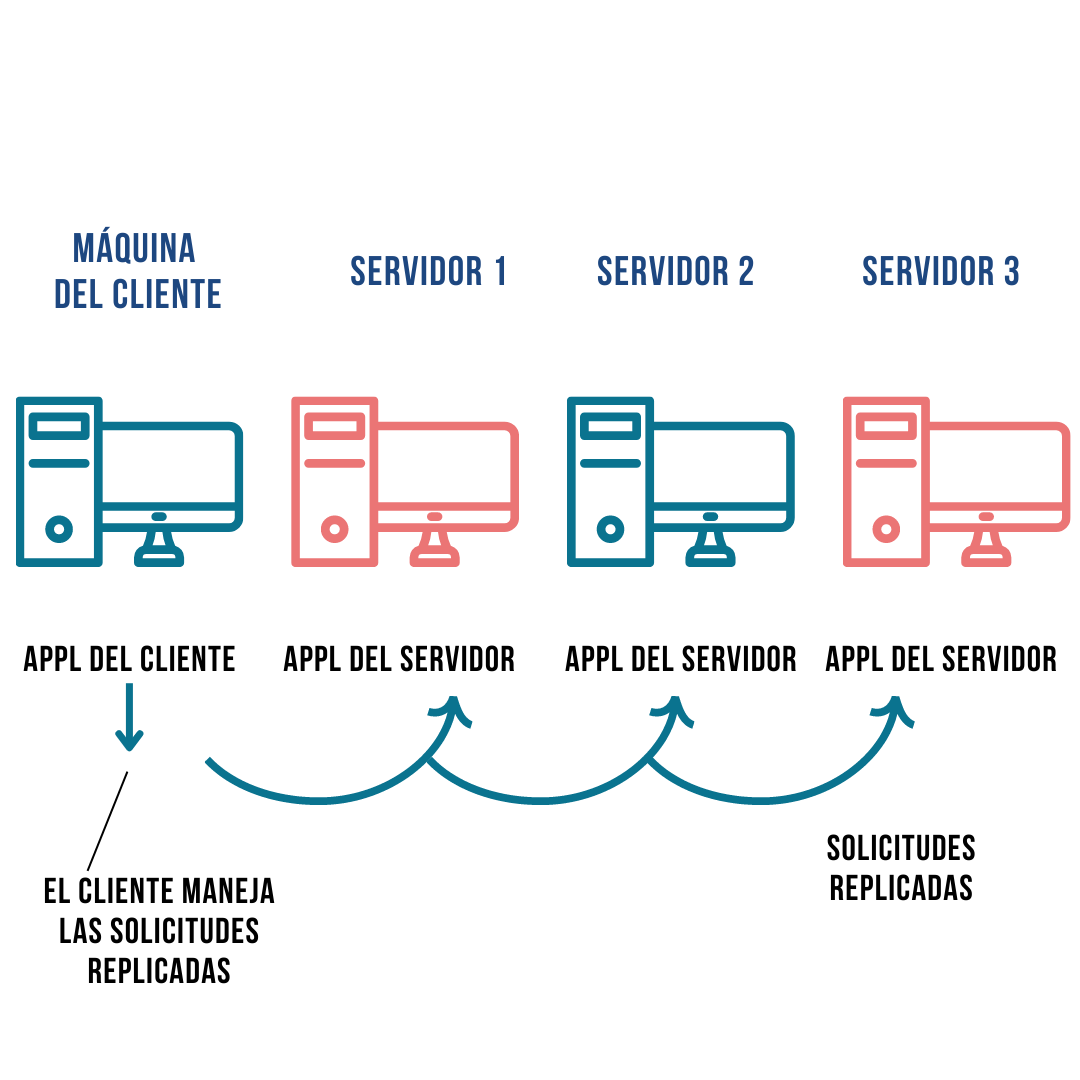 MÁQUINA
DEL CLIENTE
SERVIDOR 1
SERVIDOR 2
SERVIDOR 3
APPL DEL CLIENTE
APPL DEL SERVIDOR
APPL DEL SERVIDOR
APPL DEL SERVIDOR
EL CLIENTE MANEJA
LAS SOLICITUDES
REPLICADAS
SOLICITUDES
REPLICADAS